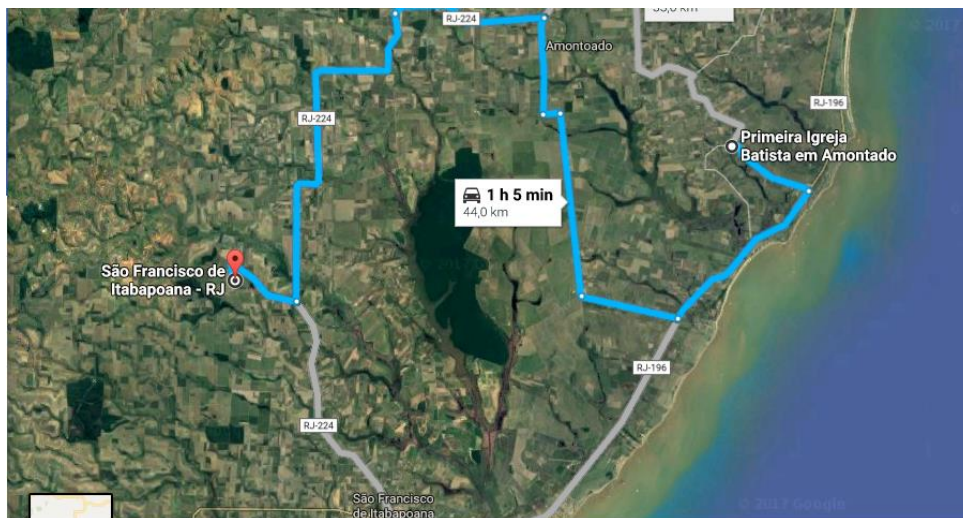 RJ-224
Amontoado
RJ-224
RJ-196
Primeira Igreja
Batista em Amontado
1 h 5 min
44,0 km
São Francisco de
Itabapoana - RJ
RJ-196
RJ-224
São Francisco
de Itabapoana
© 2017 Google